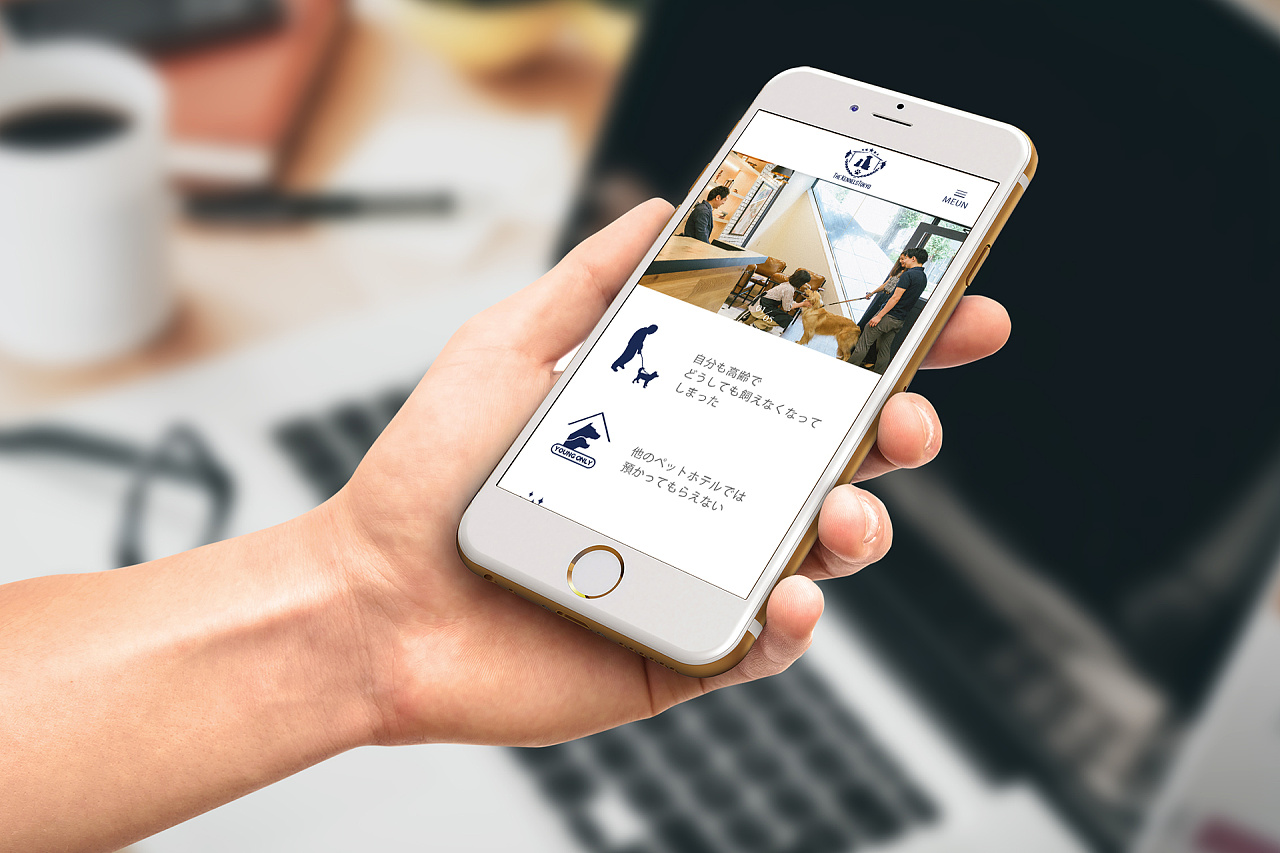 THE KENNELS TOKYO
MEUN
自分も高齢で
どうしても飼えなくなって
しまった
YOUNG ONLY
他のペットホテルでは
預かってもらえない